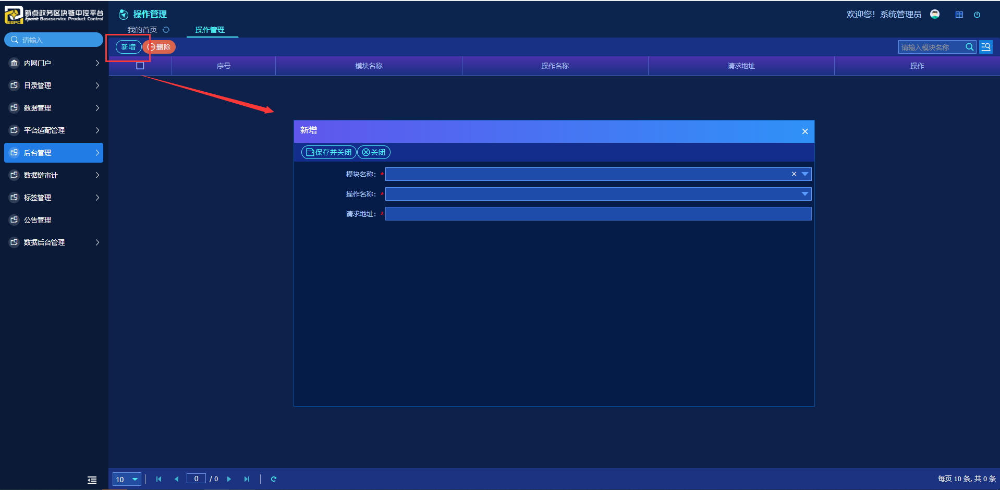 新点政务区块链中控平台
Epoint Baseservice Product Control
EBPC
操作管理
欢迎您！系统管理员
我的首页
操作管理
请输入
新增
删除
请输入模块名称
序号
模块名称
操作名称
请求地址
操作
内网门户
目录管理
数据管理
平台适配管理
后台管理
数据链审计
标签管理
公告管理
数据后台管理
新增
保存并关闭
关闭
模块名称：*
操作名称：*
请求地址：*
10
0
/ 0
每页 10 条, 共 0 条